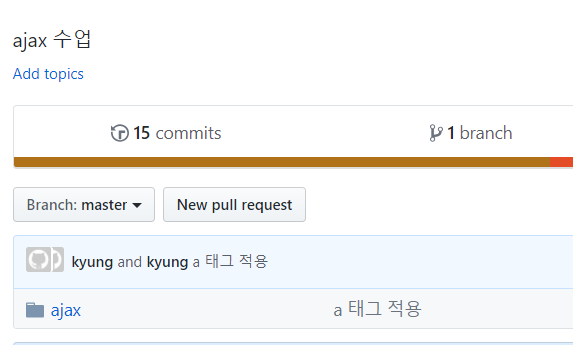 ajax 수업
Add topics
15 commits 1 branch
Branch: master New pull request
kyung and kyung a 태그 적용
ajax a 태그 적용